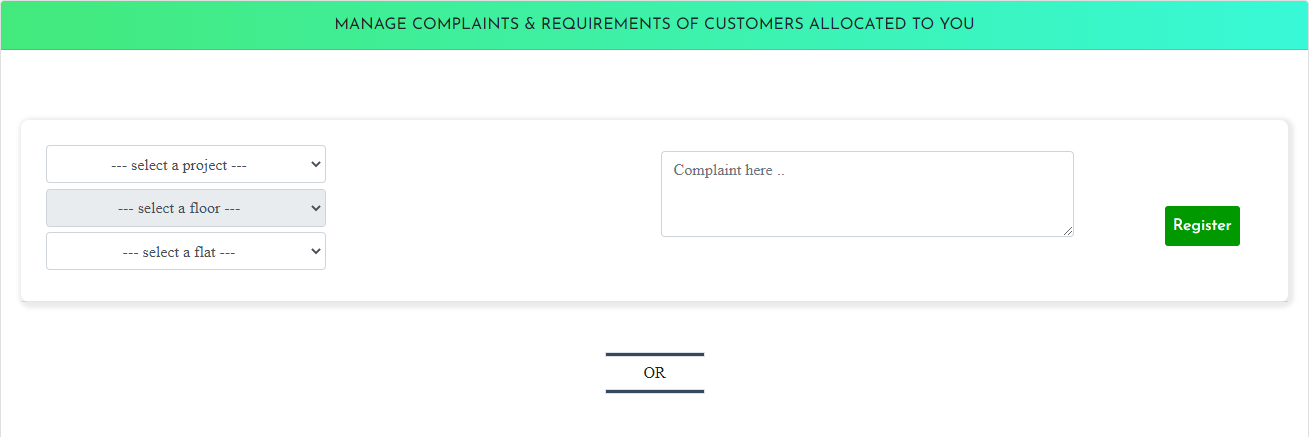 MANAGE COMPLAINTS & REQUIREMENTS OF CUSTOMERS ALLOCATED TO YOU
--- select a project ---
--- select a floor ---
--- select a flat ---
Complaint here ..
Register
OR